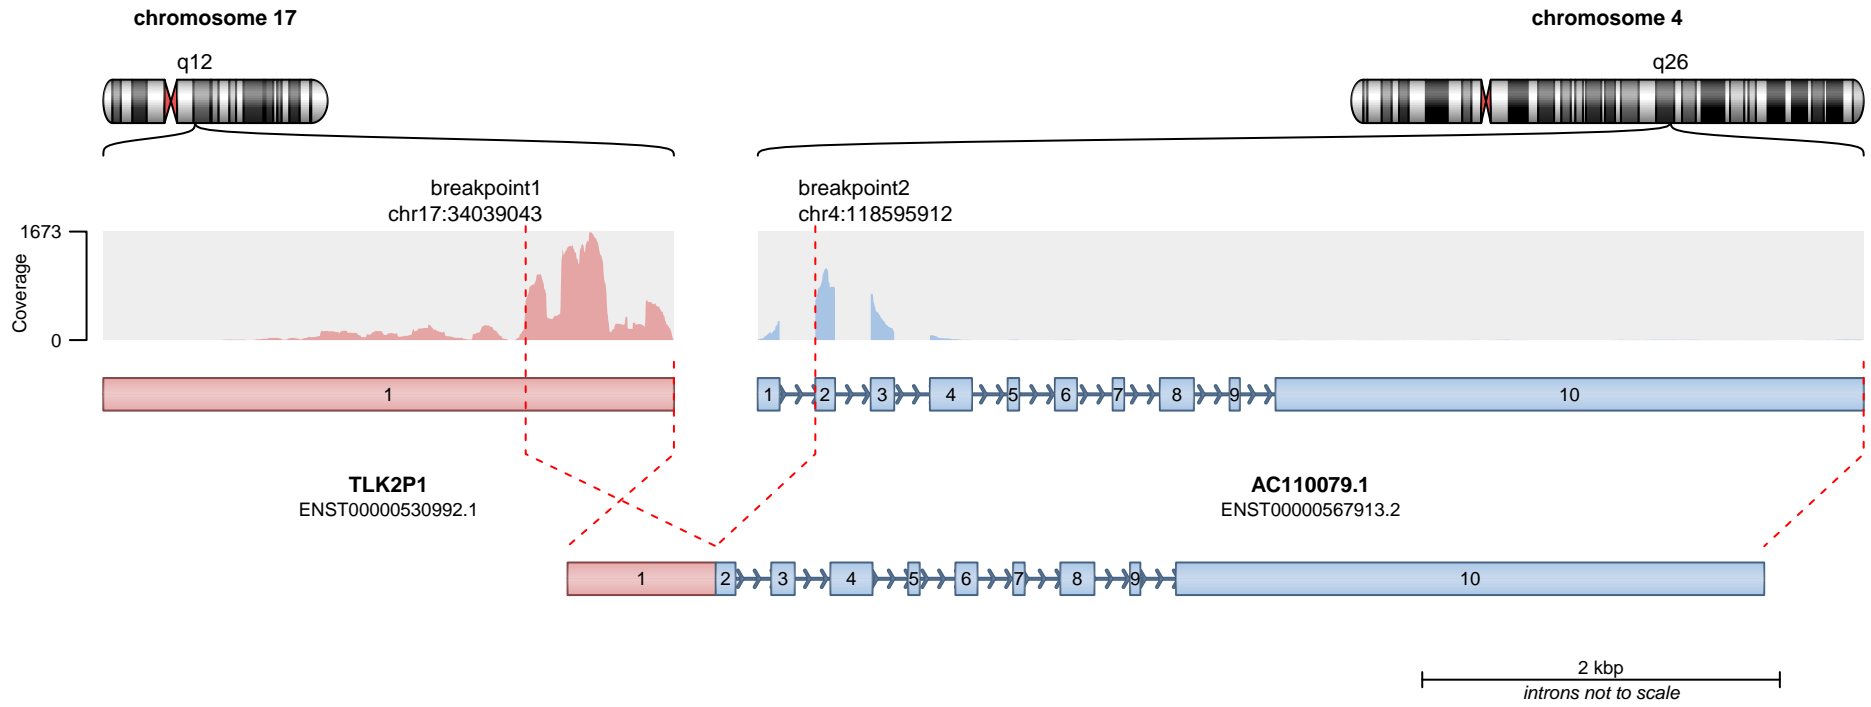 chromosome 17
chromosome 4
q12
q26
breakpoint1
chr17:34039043
breakpoint2
chr4:118595912
1673
Coverage
0
1
1 2 3 4 5 6 7 8 9 10
TLK2P1
ENST00000530992.1
AC110079.1
ENST00000567913.2
1 2 3 4 5 6 7 8 9 10
2 kbp
introns not to scale